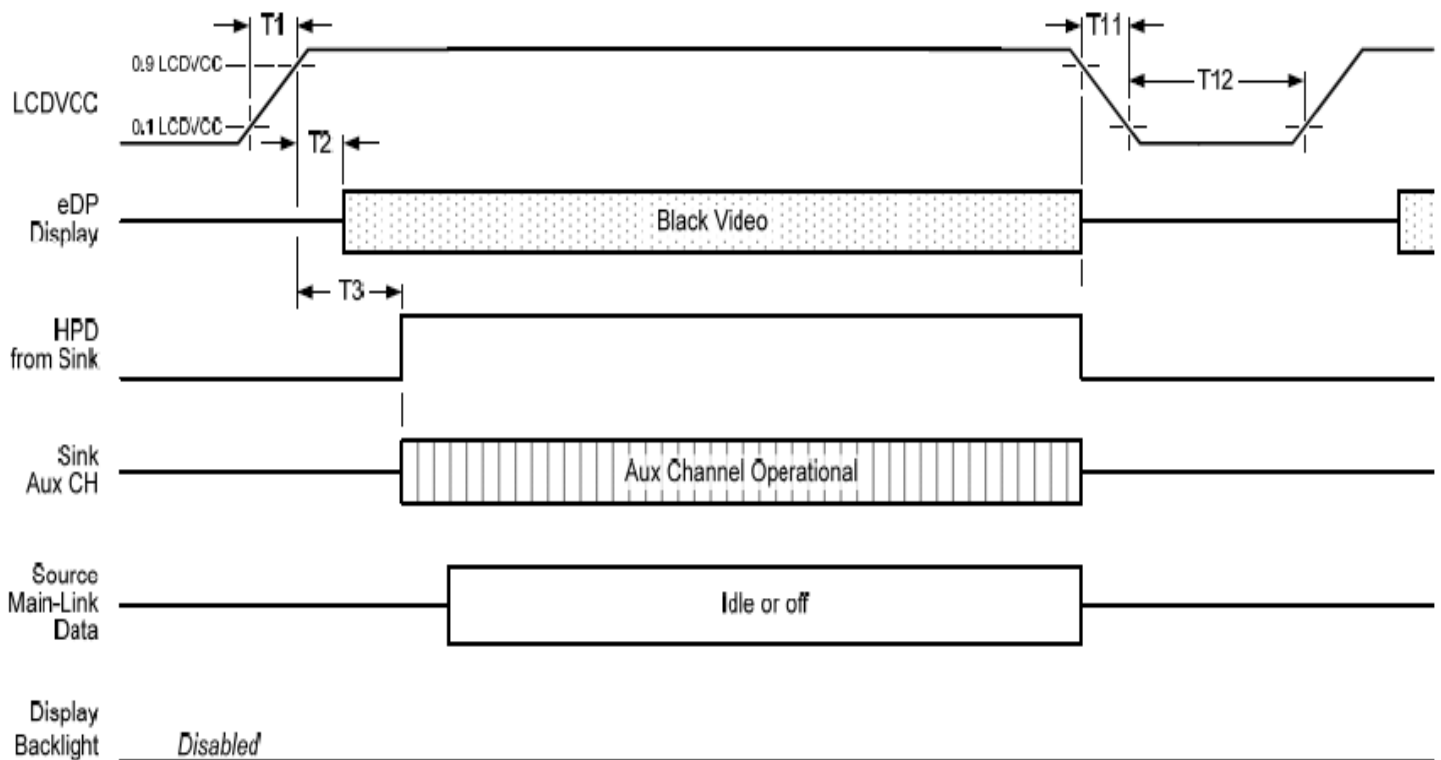 T1
T11
0.9 LCDVCC
T12
LCDVCC
0.1 LCDVCC
T2
eDP
Display
Black Video
T3
HPD
from Sink
Sink
Aux CH
Aux Channel Operational
Source
Main-Link
Data
Idle or off
Display
Backlight
Disabled